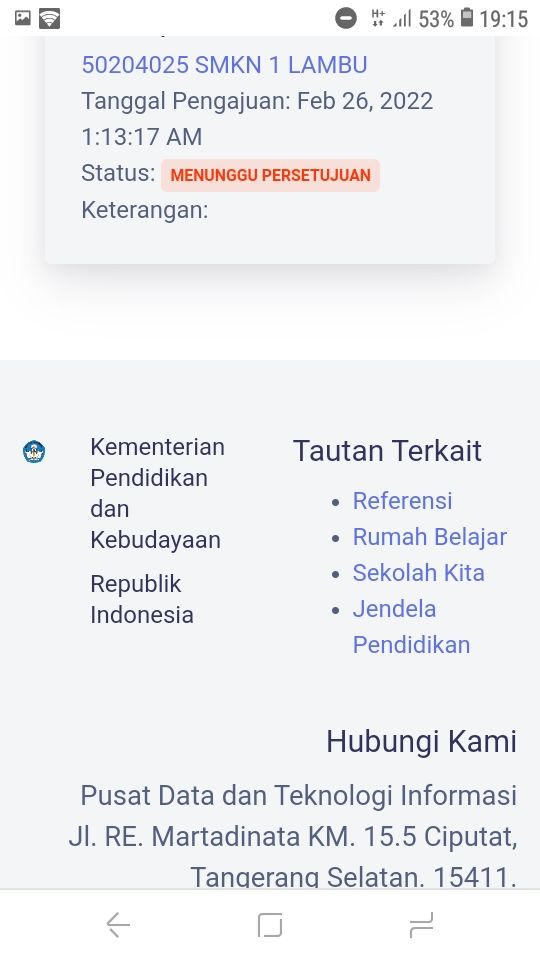 H+ 53% 19:15
50204025 SMKN 1 LAMBU
Tanggal Pengajuan: Feb 26, 2022
1:13:17 AM
Status: MENUNGGU PERSETUJUAN
Keterangan:
Kementerian
Pendidikan
dan
Kebudayaan
Republik
Indonesia
Tautan Terkait
Referensi
Rumah Belajar
Sekolah Kita
Jendela
Pendidikan
Hubungi Kami
Pusat Data dan Teknologi Informasi
Jl. RE. Martadinata KM. 15.5 Ciputat,
Tangerang Selatan. 15411.